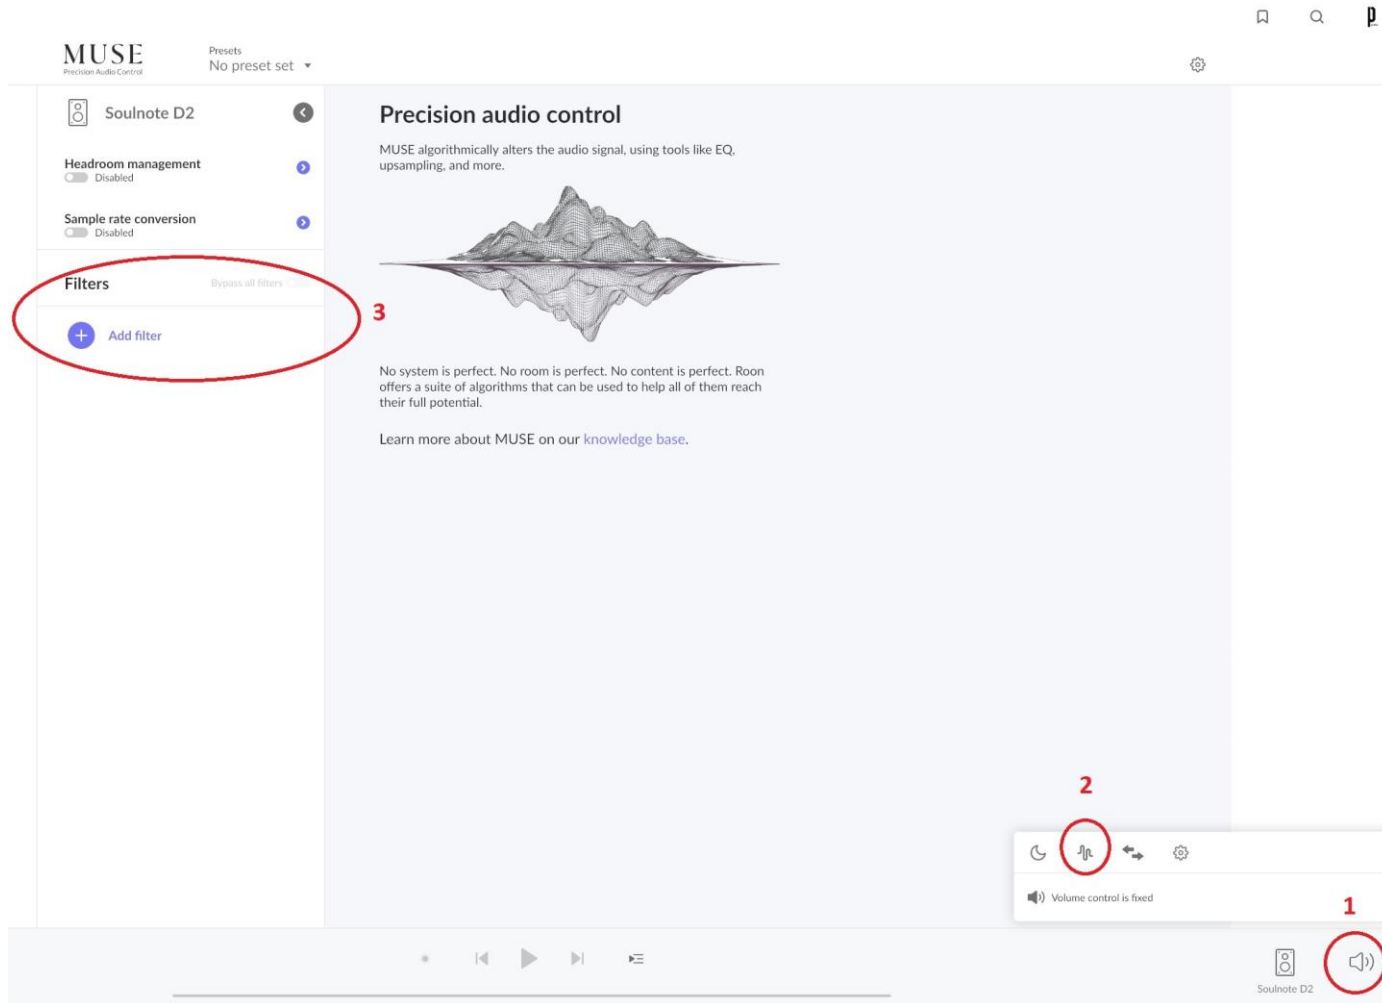 MUSE
Precision Audio Control
Presets
No preset set
Soulnote D2
Headroom management
Disabled
Sample rate conversion
Disabled
Filters
Bypass all filters
Add filter
3
Precision audio control
MUSE algorithmically alters the audio signal, using tools like EQ,
upsampling, and more.
No system is perfect. No room is perfect. No content is perfect. Roon
offers a suite of algorithms that can be used to help all of them reach
their full potential.
Learn more about MUSE on our knowledge base.
2
Volume control is fixed
1
Soulnote D2